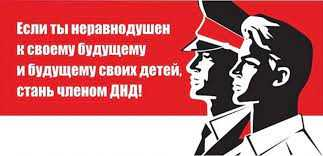 Если ты неравнодушен
к своему будущему
и будущему своих детей,
стань членом ДНД!